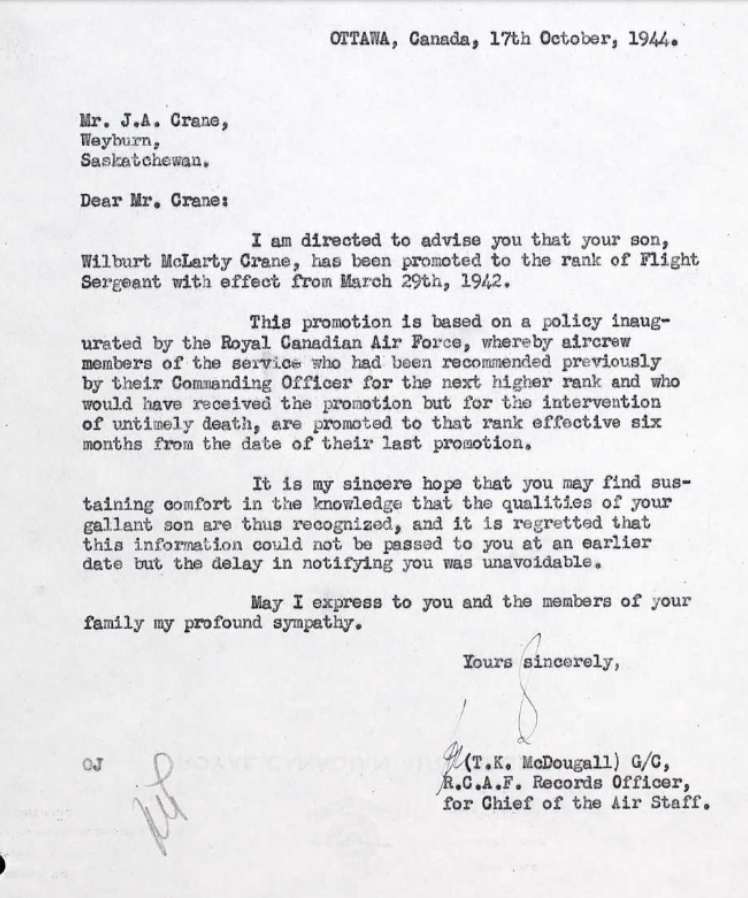 OTTAWA, Canada, 17th October, 1944.
Mr. J.A. Crane,
Weyburn,
Saskatchewan.
Dear Mr. Crane:
I am directed to advise you that your son,
Wilburt McLarty Crane, has been promoted to the rank of Flight
Sergeant with effect from March 29th, 1942.
This promotion is based on a policy inaug-
urated by the Royal Canadian Air Force, whereby aircrew
members of the service who had been recommended previously
by their Commanding Officer for the next higher rank and who
would have received the promotion but for the intervention
of untimely death, are promoted to that rank effective six
months from the date of their last promotion.
It is my sincere hope that you may find sus-
taining comfort in the knowledge that the qualities of your
gallant son are thus recognized, and it is regretted that
this information could not be passed to you at an earlier
date but the delay in notifying you was unavoidable.
May I express to you and the members of your
family my profound sympathy.
Yours sincerely,
OJ
(T.K. McDougall) G/C,
R.C.A.F. Records Officer,
for Chief of the Air Staff.